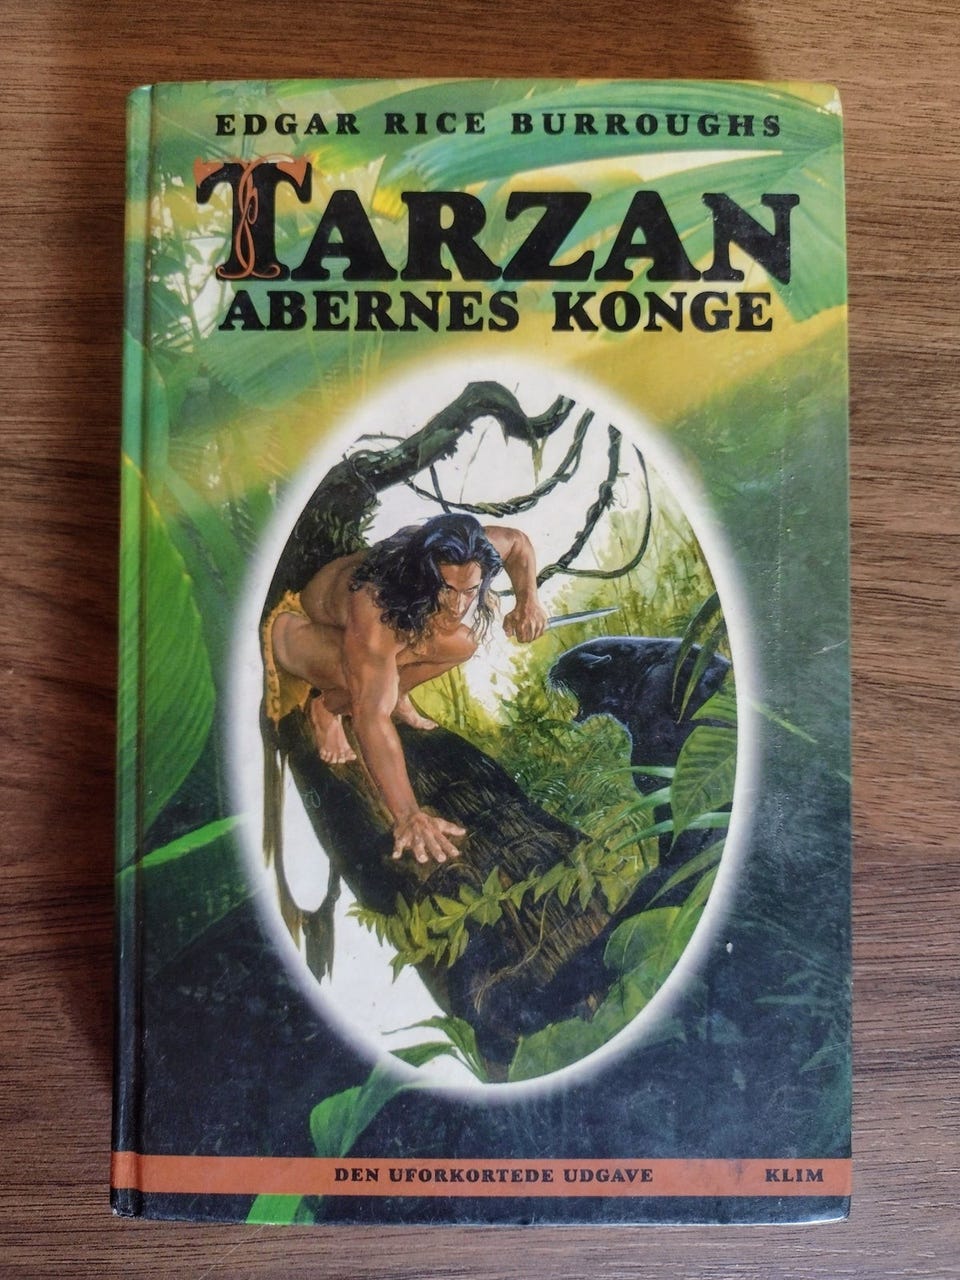 EDGAR RICE BURROUGHS
TARZAN
ABERNES KONGE
DEN UFORKORTEDE UDGAVE KLIM